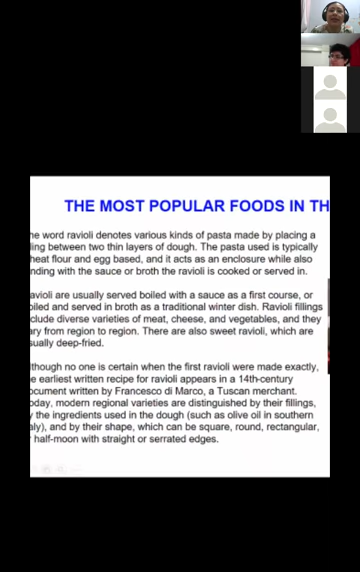 THE MOST POPULAR FOODS IN TH
he word ravioli denotes various kinds of pasta made by placing a
ling between two thin layers of dough. The pasta used is typically
heat flour and egg based, and it acts as an enclosure while also
nding with the sauce or broth the ravioli is cooked or served in.
avioli are usually served boiled with a sauce as a first course, or
oiled and served in broth as a traditional winter dish. Ravioli fillings
clude diverse varieties of meat, cheese, and vegetables, and they
ary from region to region. There are also sweet ravioli, which are
sually deep-fried.
lthough no one is certain when the first ravioli were made exactly,
e earliest written recipe for ravioli appears in a 14th-century
ocument written by Francesco di Marco, a Tuscan merchant.
oday, modern regional varieties are distinguished by their fillings,
y the ingredients used in the dough (such as olive oil in southern
aly), and by their shape, which can be square, round, rectangular,
r half-moon with straight or serrated edges.